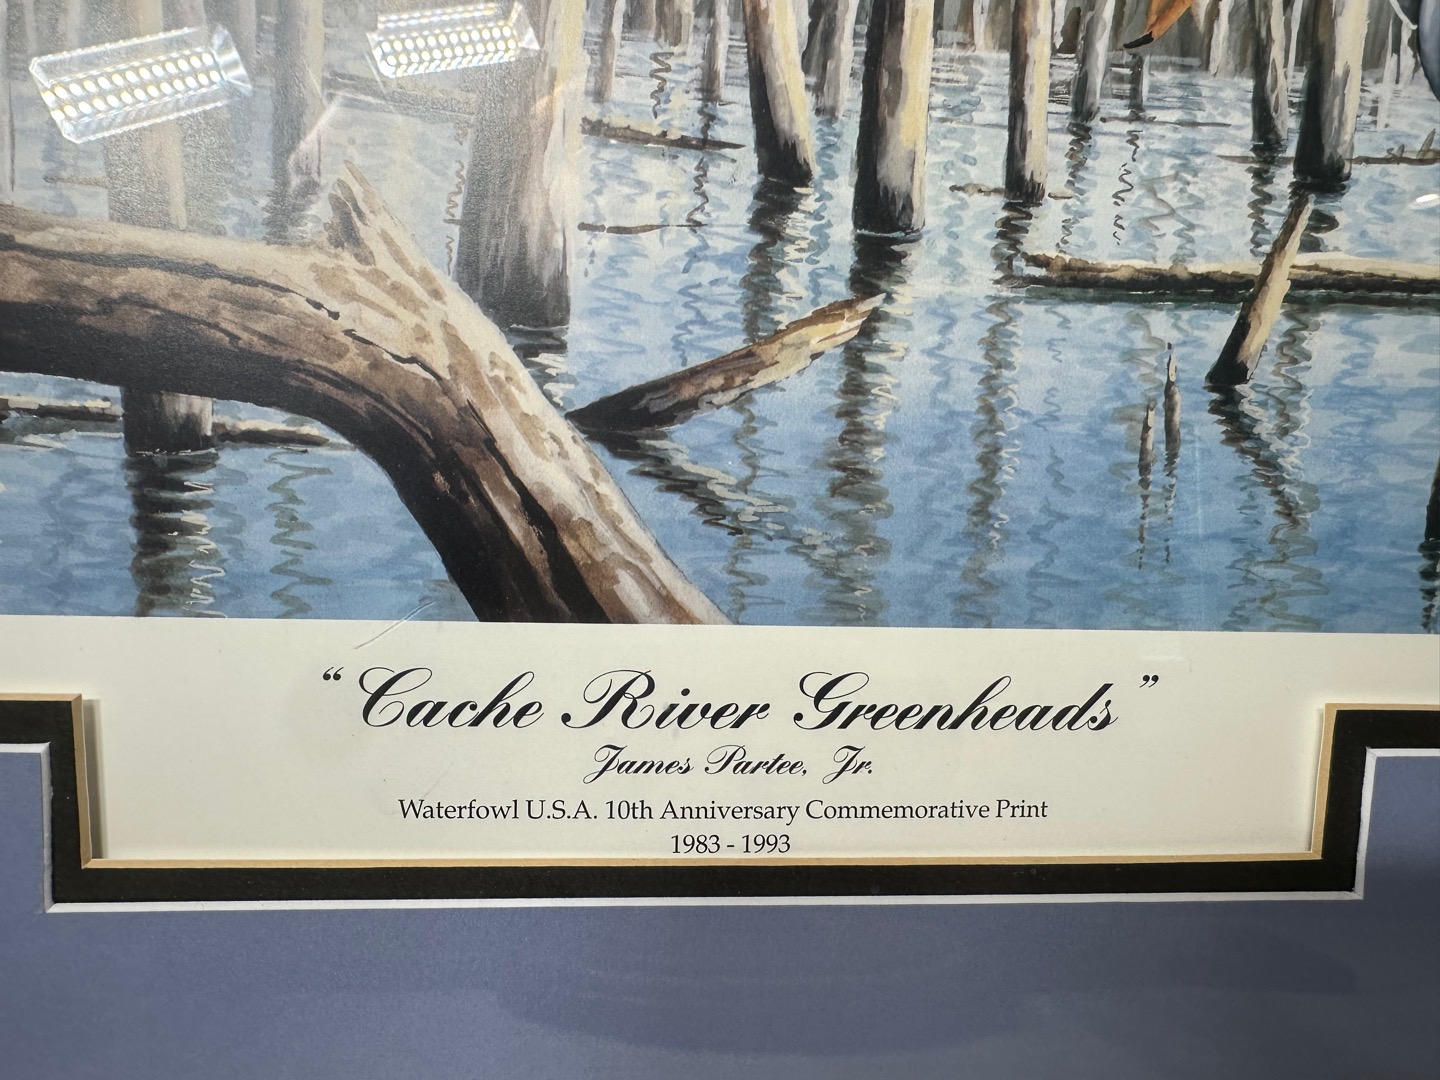 “Cache River Greenheads”
James Partee, Jr.
Waterfowl U.S.A. 10th Anniversary Commemorative Print
1983 - 1993